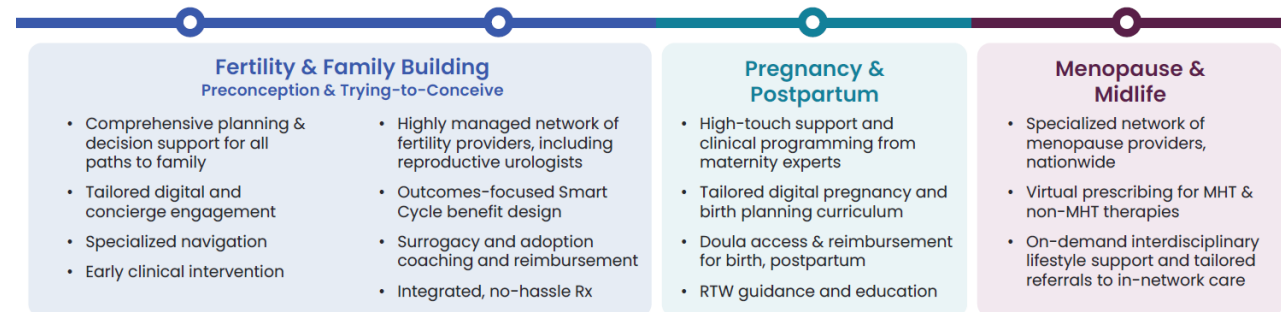 Fertility & Family Building
Preconception & Trying-to-Conceive
• Comprehensive planning &
decision support for all
paths to family
• Tailored digital and
concierge engagement
• Specialized navigation
• Early clinical intervention
• Highly managed network of
fertility providers, including
reproductive urologists
• Outcomes-focused Smart
Cycle benefit design
• Surrogacy and adoption
coaching and reimbursement
• Integrated, no-hassle Rx
Pregnancy &
Postpartum
• High-touch support and
clinical programming from
maternity experts
• Tailored digital pregnancy and
birth planning curriculum
• Doula access & reimbursement
for birth, postpartum
• RTW guidance and education
Menopause &
Midlife
• Specialized network of
menopause providers,
nationwide
• Virtual prescribing for MHT &
non-MHT therapies
• On-demand interdisciplinary
lifestyle support and tailored
referrals to in-network care